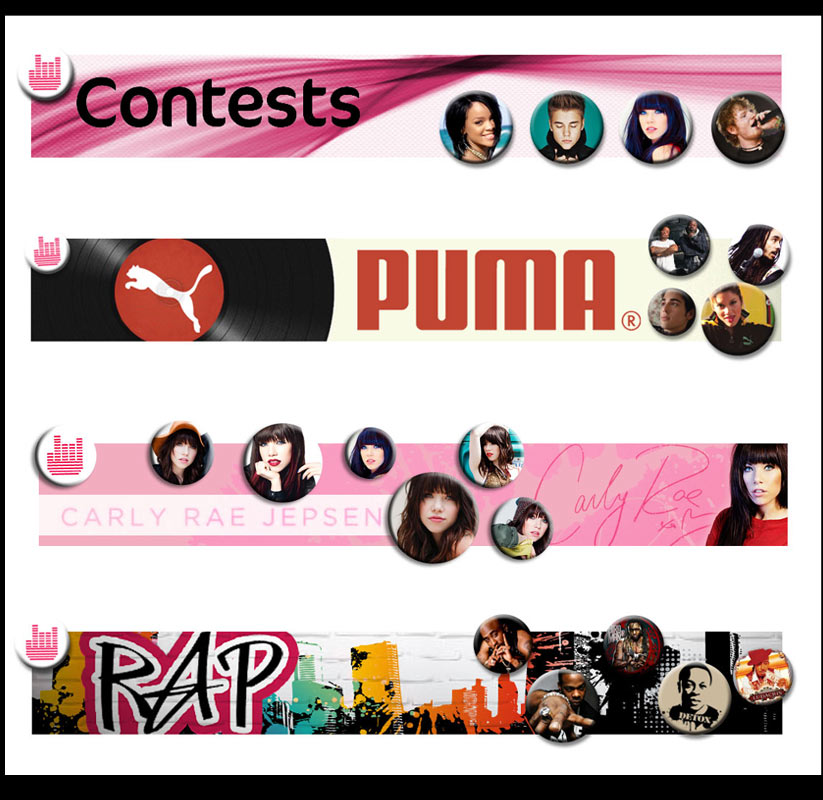 Contests
PUMA®
CARLY RAE JEPSEN
Carly Rae
RAP
DETOX